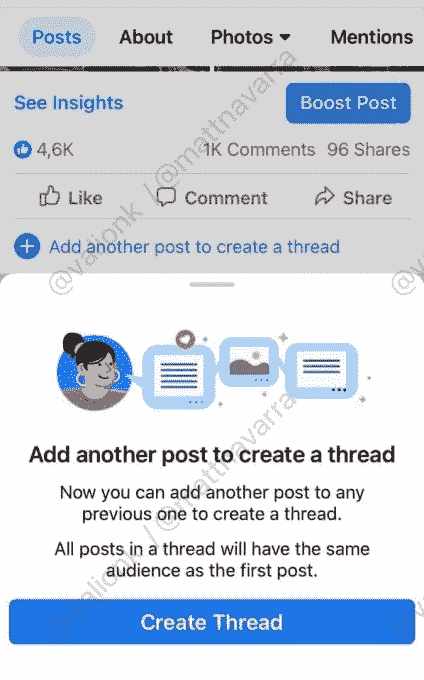 Posts About Photos Mentions
See Insights Boost Post
4,6K 1K Comments 96 Shares
Like Comment Share
Add another post to create a thread
Add another post to create a thread
Now you can add another post to any
previous one to create a thread.
All posts in a thread will have the same
audience as the first post.
Create Thread
@valionk / @mattnavarra
@valionk / @mattnavarra